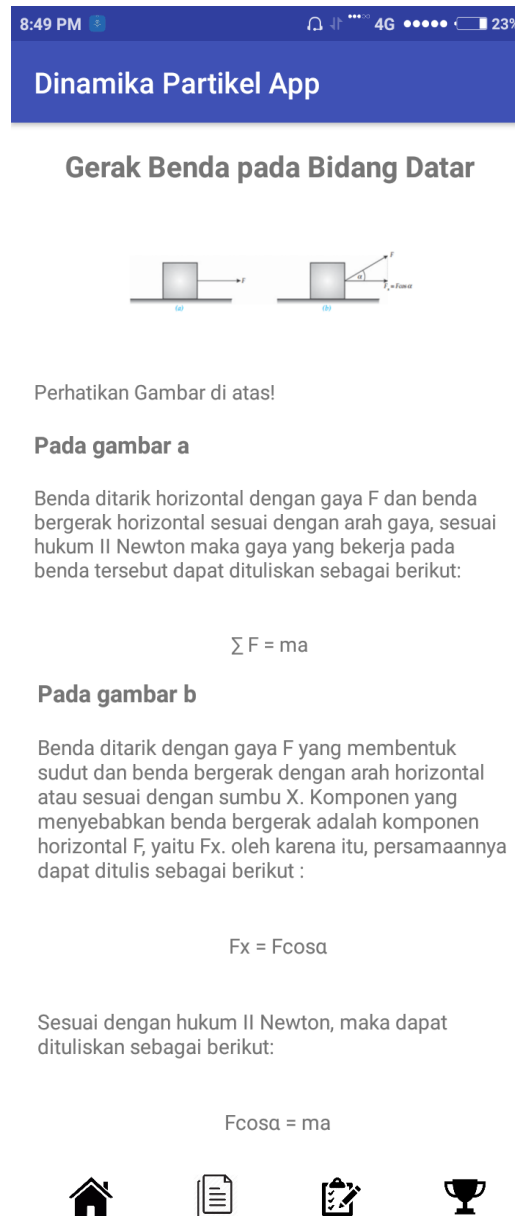 8:49 PM 4G 23%
Dinamika Partikel App
Gerak Benda pada Bidang Datar
F
F
α
Fx = Fcosα
(a)
(b)
Perhatikan Gambar di atas!
Pada gambar a
Benda ditarik horizontal dengan gaya F dan benda
bergerak horizontal sesuai dengan arah gaya, sesuai
hukum II Newton maka gaya yang bekerja pada
benda tersebut dapat dituliskan sebagai berikut:
∑ F = ma
Pada gambar b
Benda ditarik dengan gaya F yang membentuk
sudut dan benda bergerak dengan arah horizontal
atau sesuai dengan sumbu X. Komponen yang
menyebabkan benda bergerak adalah komponen
horizontal F, yaitu Fx. oleh karena itu, persamaannya
dapat ditulis sebagai berikut :
Fx = Fcosα
Sesuai dengan hukum II Newton, maka dapat
dituliskan sebagai berikut:
Fcosα = ma